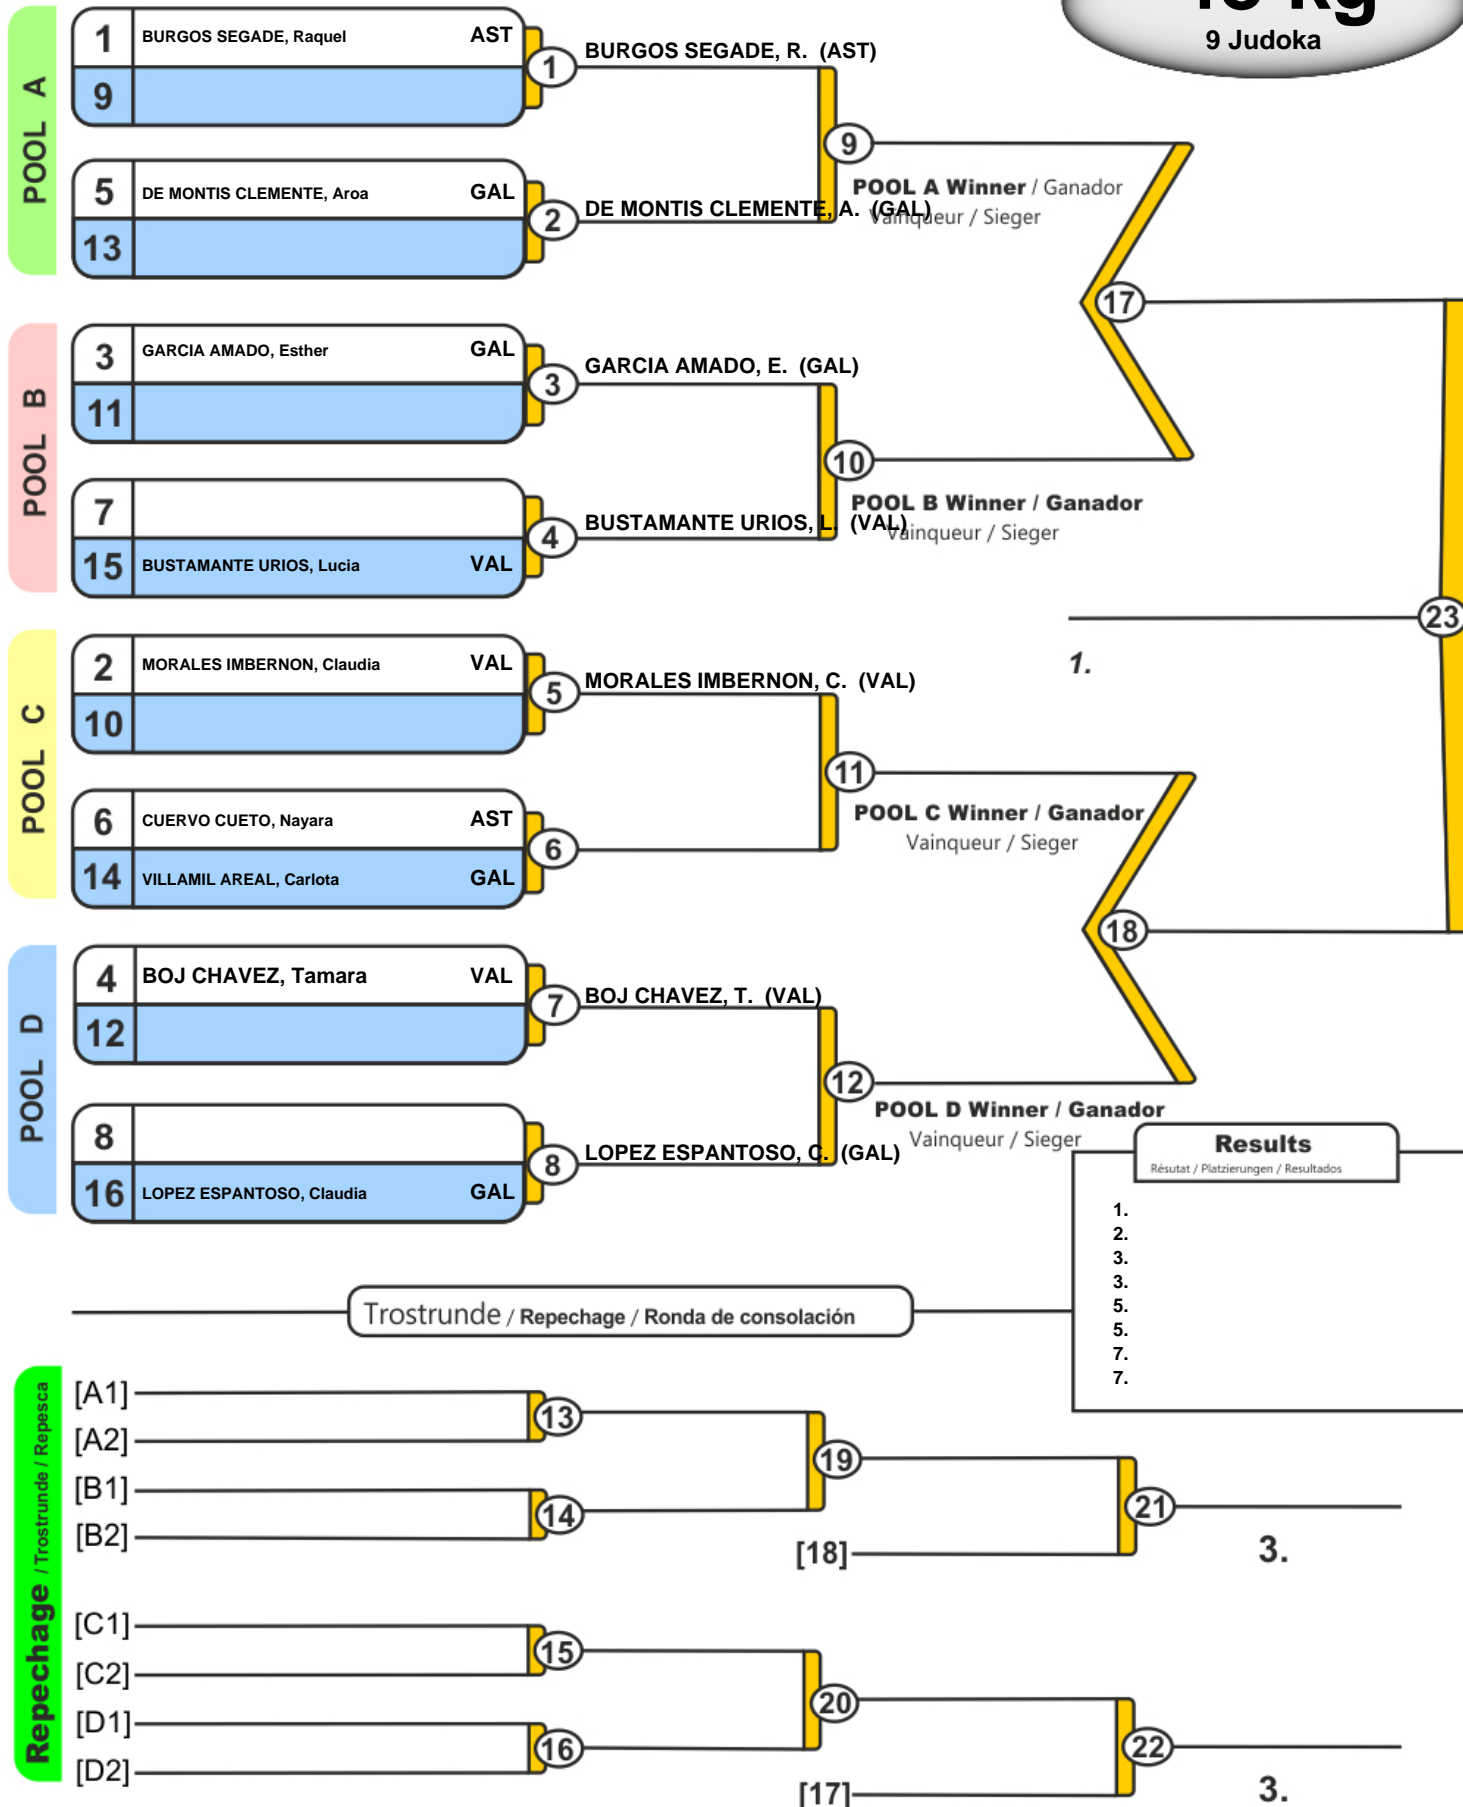 9 Judoka
POOL A
1 BURGOS SEGADE, Raquel AST
9
1
BURGOS SEGADE, R. (AST)
5 DE MONTIS CLEMENTE, Aroa GAL
13
2
DE MONTIS CLEMENTE, A. (GAL)
9
POOL A Winner / Ganador
Vainqueur / Sieger
POOL B
3 GARCIA AMADO, Esther GAL
11
3
GARCIA AMADO, E. (GAL)
7
15 BUSTAMANTE URIOS, Lucia VAL
4
BUSTAMANTE URIOS, L. (VAL)
10
POOL B Winner / Ganador
Vainqueur / Sieger
17
23
1.
POOL C
2 MORALES IMBERNON, Claudia VAL
10
5
MORALES IMBERNON, C. (VAL)
6 CUERVO CUETO, Nayara AST
14 VILLAMIL AREAL, Carlota GAL
6
11
POOL C Winner / Ganador
Vainqueur / Sieger
18
POOL D
4 BOJ CHAVEZ, Tamara VAL
12
7
BOJ CHAVEZ, T. (VAL)
8
16 LOPEZ ESPANTOSO, Claudia GAL
8
LOPEZ ESPANTOSO, C. (GAL)
12
POOL D Winner / Ganador
Vainqueur / Sieger
Results
Résutat / Platzierungen / Resultados
1.
2.
3.
3.
5.
5.
7.
7.
Trostrunde / Repechage / Ronda de consolación
Repechage / Trostrunde / Repesca
[A1]
[A2]
13
[B1]
[B2]
14
19
[18]
21
3.
[C1]
[C2]
15
[D1]
[D2]
16
20
[17]
22
3.